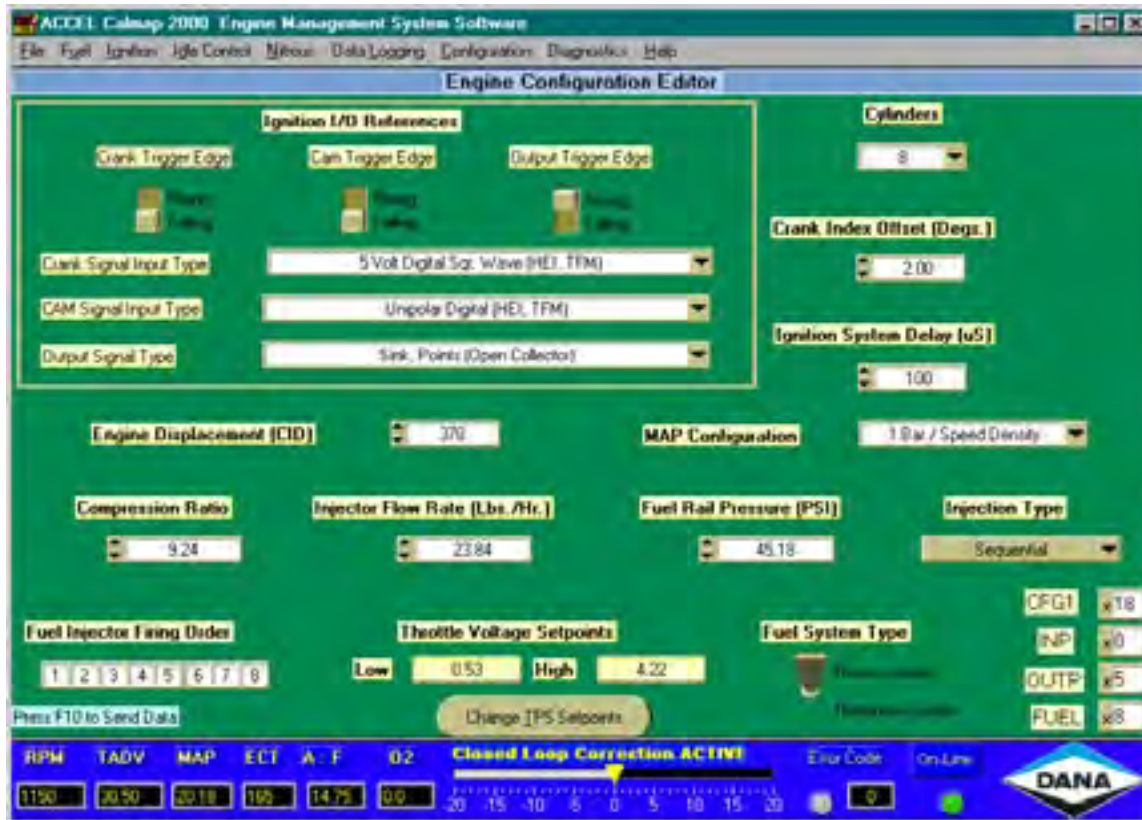 ACCEL Calmap 2000 Engine Management System Software
File Fuel Ignition Idle Control Nitrous Data Logging Configuration Diagnostics Help
Engine Configuration Editor
Ignition I/O References
Cylinders
Crank Trigger Edge Cam Trigger Edge Output Trigger Edge
8
Rising Rising Rising
Falling Falling Falling
Crank Index Offset (Degs.)
Crank Signal Input Type 5 Volt Digital Sqr. Wave (HEI, TFM)
2.00
CAM Signal Input Type Unipolar Digital (HEI, TFM)
Ignition System Delay (uS)
Output Signal Type Sink, Points (Open Collector)
100
Engine Displacement (CID) 370 MAP Configuration 1 Bar / Speed Density
Compression Ratio Injector Flow Rate (Lbs./Hr.) Fuel Rail Pressure (PSI) Injection Type
9.24 23.84 45.18 Sequential
CFG1 x18
Fuel Injector Firing Order Throttle Voltage Setpoints Fuel System Type
INP x0
1 2 3 4 5 6 7 8 Low 0.53 High 4.22
OUTP x5
Press F10 to Send Data Change TPS Setpoints FUEL x8
RPM TADV MAP ECT A : F O2 Closed Loop Correction ACTIVE Error Code On-Line
1150 30.50 20.18 165 14.75 0.0 -20 -15 -10 -5 0 5 10 15 20 0 DANA